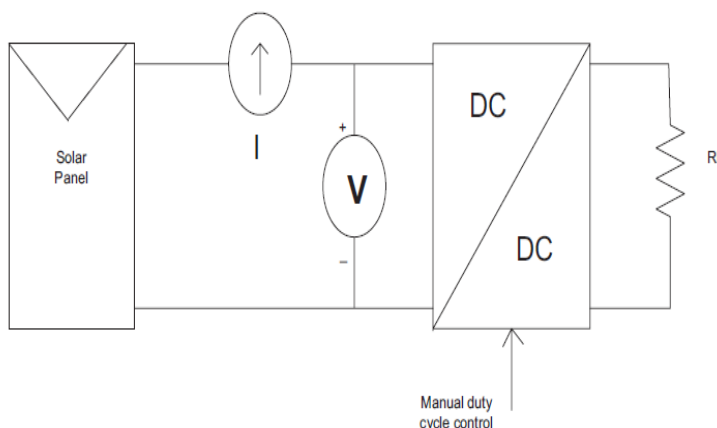 Solar
Panel
I
+
V
−
DC
DC
R
Manual duty
cycle control